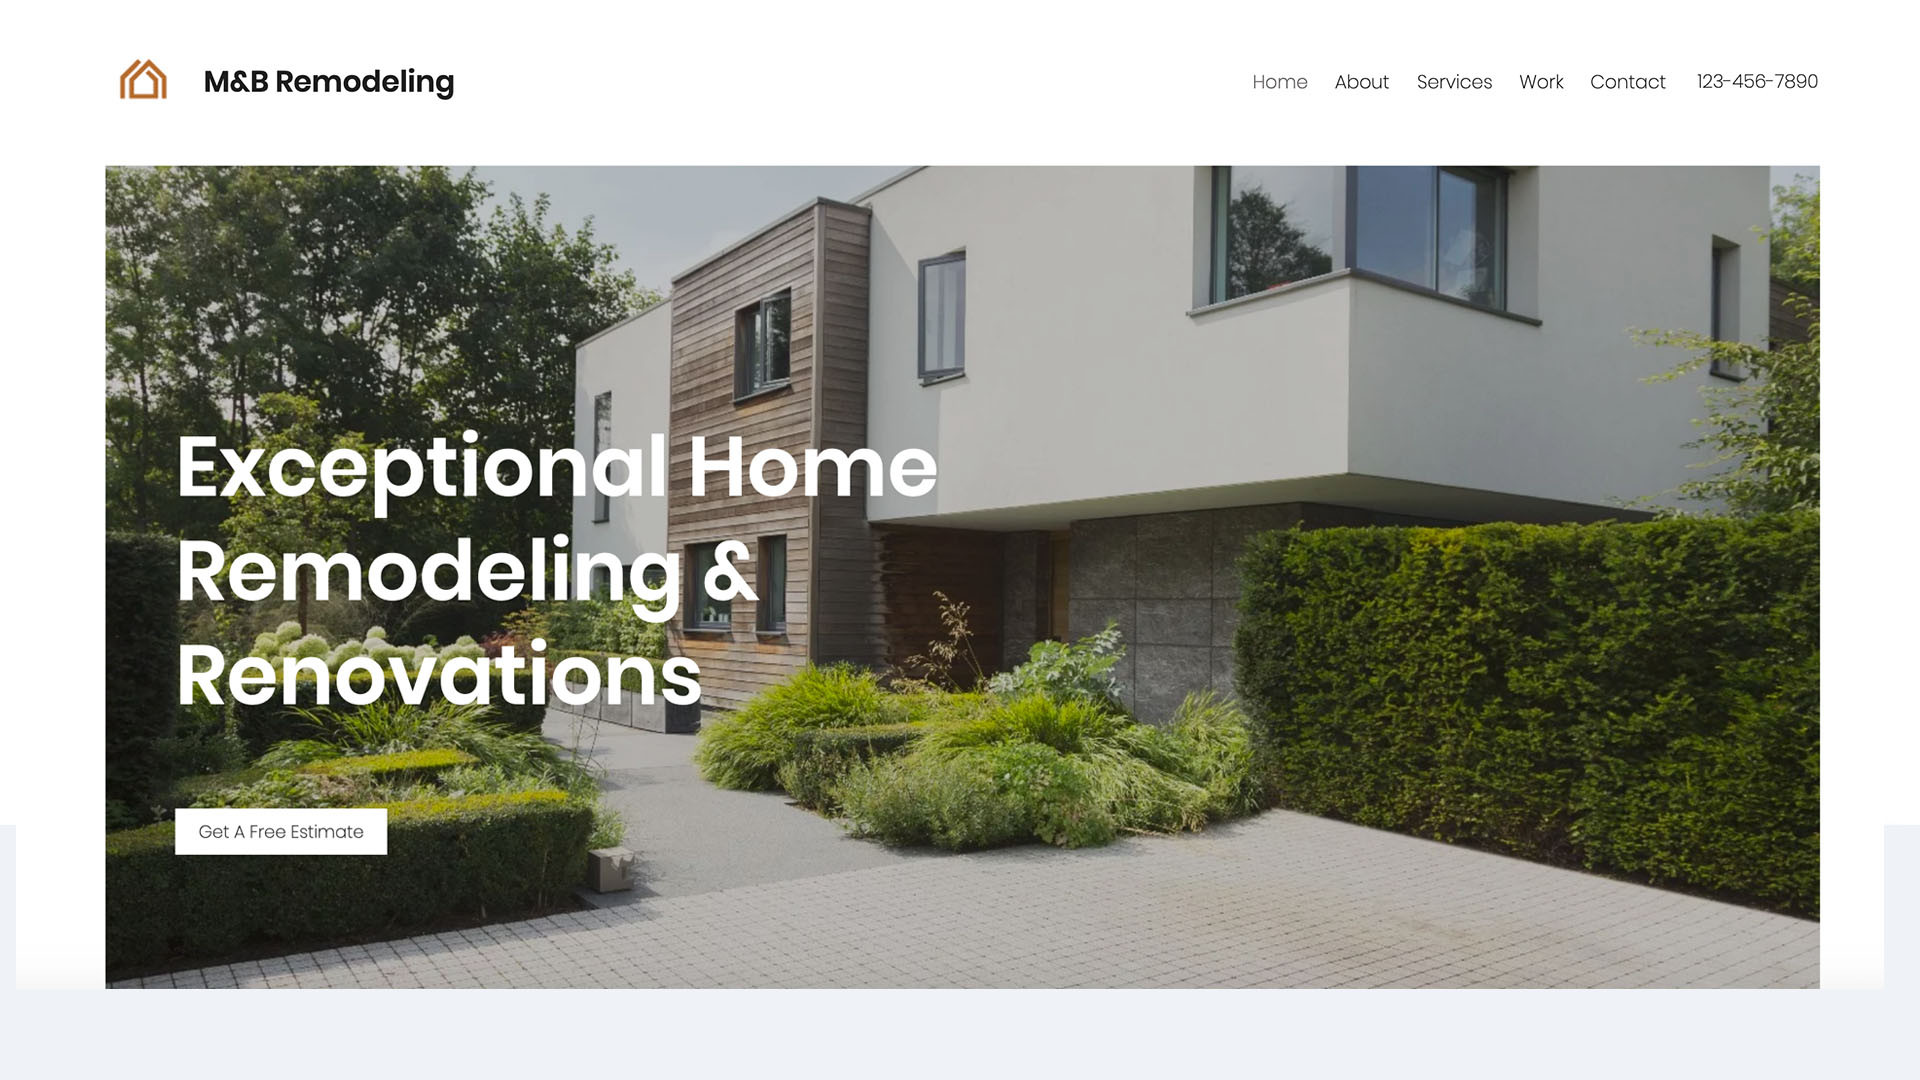 M&B Remodeling
Home About Services Work Contact 123-456-7890
Exceptional Home
Remodeling &
Renovations
Get A Free Estimate